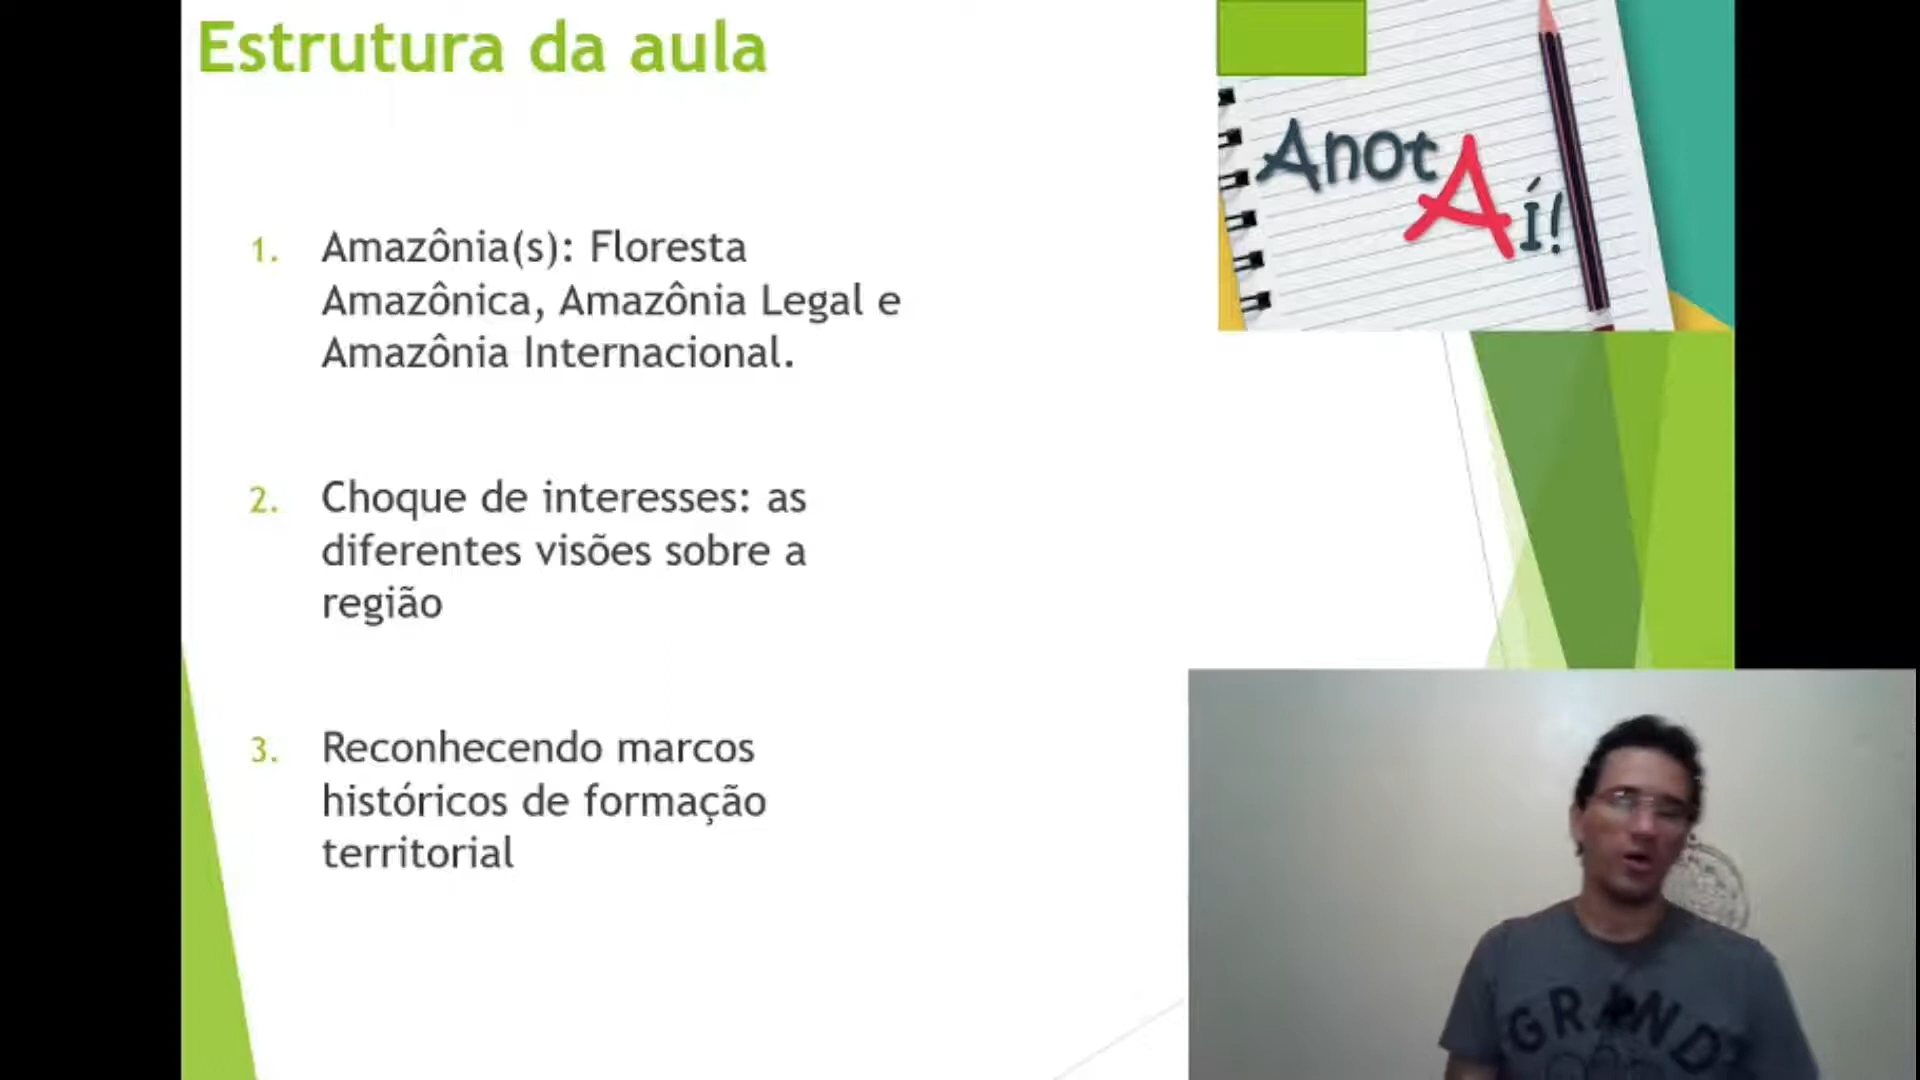 Estrutura da aula
AnotAí!
1. Amazônia(s): Floresta
Amazônica, Amazônia Legal e
Amazônia Internacional.
2. Choque de interesses: as
diferentes visões sobre a
região
3. Reconhecendo marcos
históricos de formação
territorial
GRAND